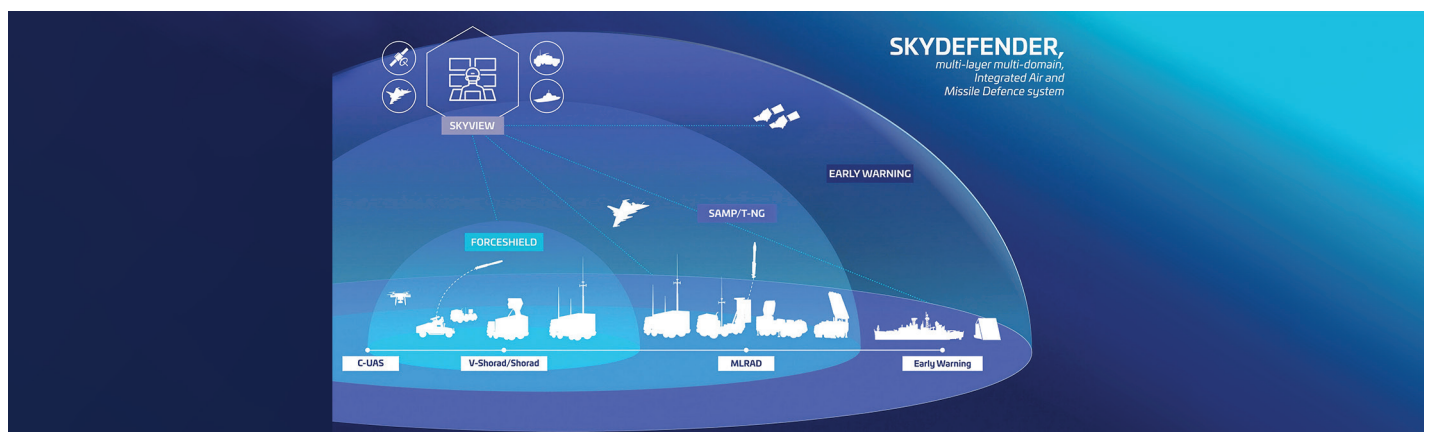 SKYDEFENDER,
multi-layer multi-domain,
Integrated Air and
Missile Defence system
SKYVIEW
EARLY WARNING
SAMP/T-NG
FORCESHIELD
C-UAS
V-Shorad/Shorad
MLRAD
Early Warning